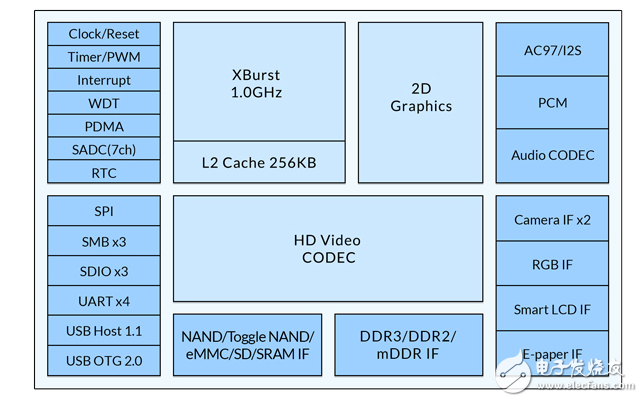 Clock/Reset
Timer/PWM
Interrupt
WDT
PDMA
SADC(7ch)
RTC
XBurst
1.0GHz
L2 Cache 256KB
2D
Graphics
AC97/I2S
PCM
Audio CODEC
SPI
SMB x3
SDIO x3
UART x4
USB Host 1.1
USB OTG 2.0
HD Video
CODEC
NAND/Toggle NAND/
eMMC/SD/SRAM IF
DDR3/DDR2/
mDDR IF
Camera IF x2
RGB IF
Smart LCD IF
E-paper IF
电子发烧友
www.elecfans.com